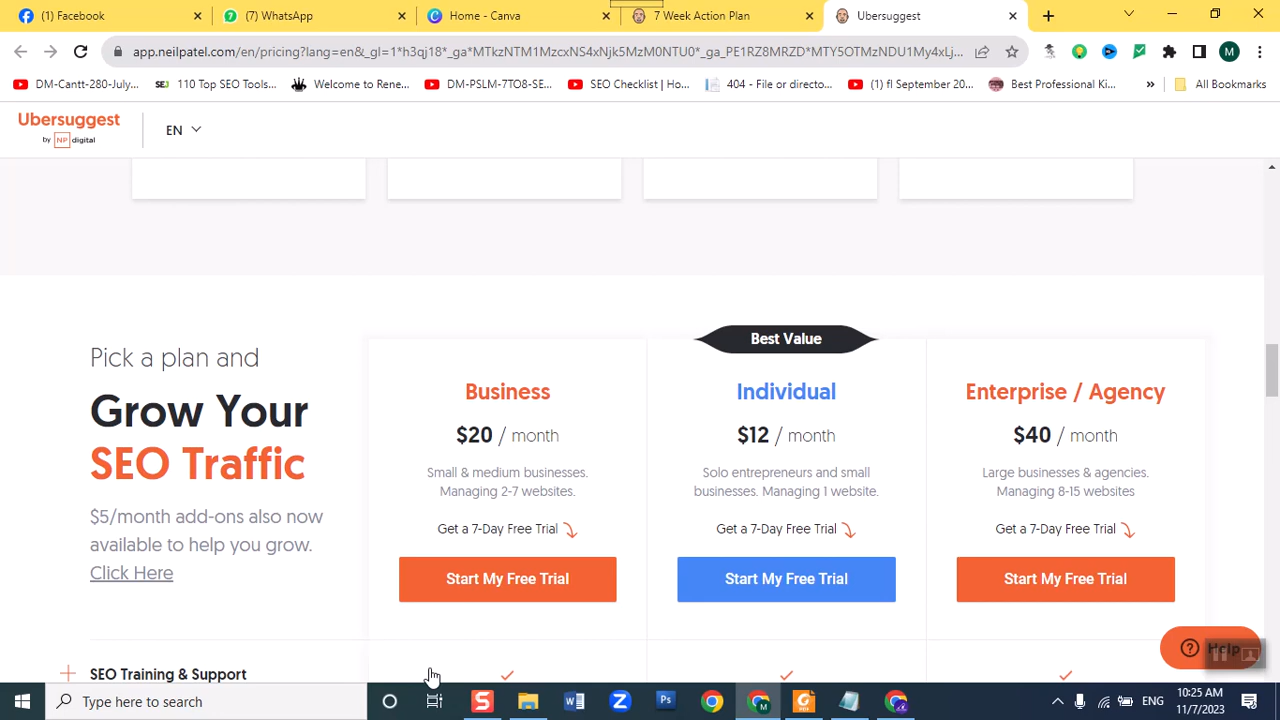 (1) Facebook
(7) WhatsApp
Home - Canva
7 Week Action Plan
Ubersuggest
app.neilpatel.com/en/pricing?lang=en&_gl=1*h3qj18*_ga*MTkzNTM1MzcxNS4xNjk5MzM0NTU0*_ga_PE1RZ8MRZD*MTY5OTMzNDU1My4xLj...
M
DM-Cantt-280-July...
SEJ
110 Top SEO Tools...
Welcome to Rene...
DM-PSLM-7TO8-SE...
SEO Checklist | Ho...
404 - File or directo...
(1) fl September 20...
Best Professional Ki...
»
All Bookmarks
Ubersuggest
by NP digital
EN
Pick a plan and
Grow Your
SEO Traffic
$5/month add-ons also now
available to help you grow.
Click Here
Business
$20 / month
Small & medium businesses.
Managing 2-7 websites.
Get a 7-Day Free Trial
Start My Free Trial
Best Value
Individual
$12 / month
Solo entrepreneurs and small
businesses. Managing 1 website.
Get a 7-Day Free Trial
Start My Free Trial
Enterprise / Agency
$40 / month
Large businesses & agencies.
Managing 8-15 websites
Get a 7-Day Free Trial
Start My Free Trial
Help
SEO Training & Support
Type here to search
ENG
10:25 AM
11/7/2023